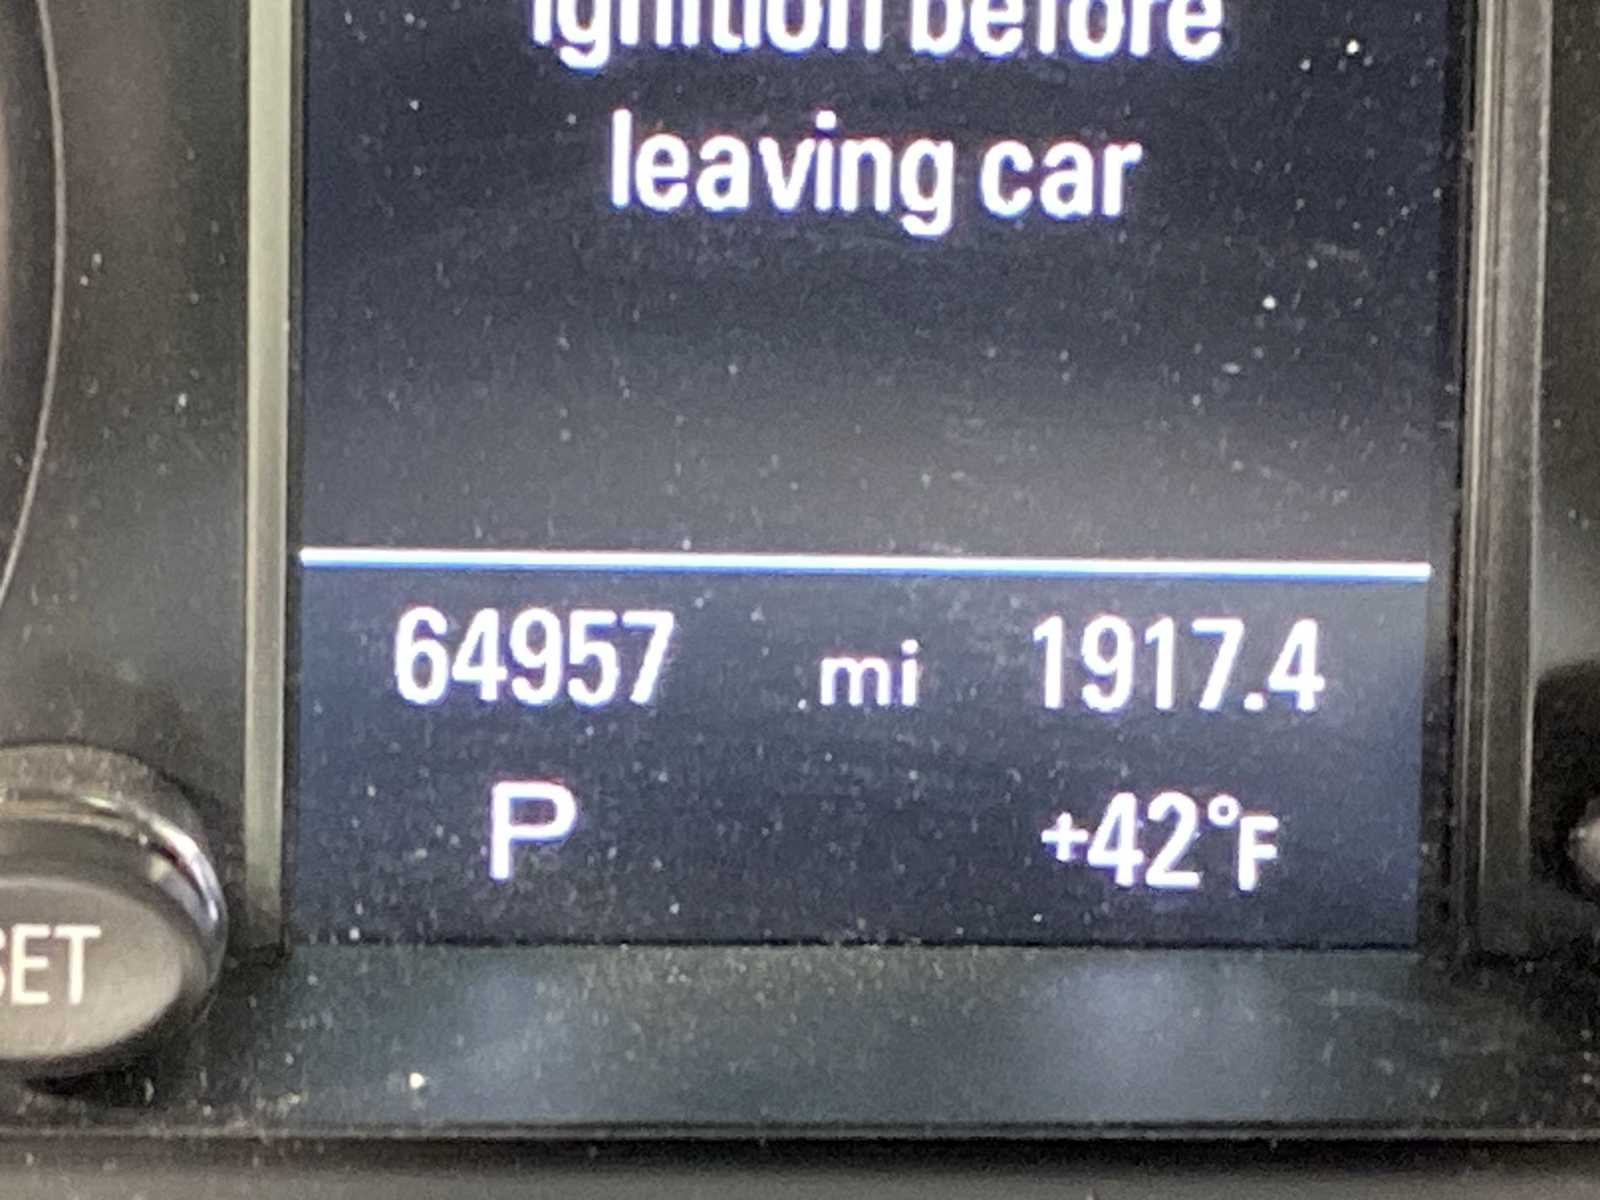 ignition before
leaving car
64957 mi 1917.4
P +42°F
SET